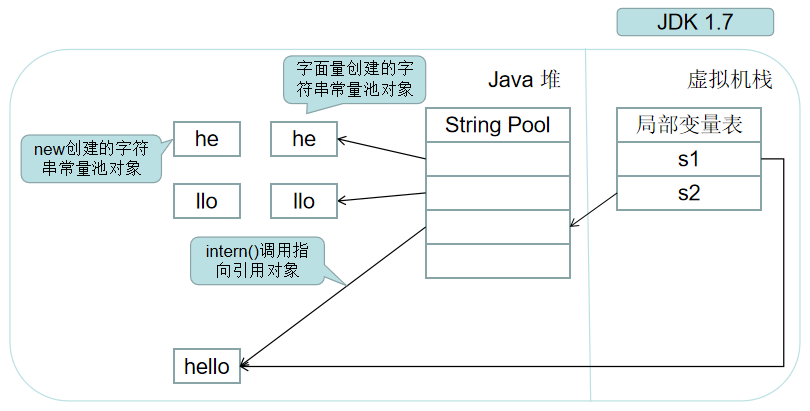 JDK 1.7
字面量创建的字
符串常量池对象
Java 堆
虚拟机栈
new创建的字符
串常量池对象
he
he
String Pool
局部变量表
s1
llo
llo
s2
intern()调用指
向引用对象
hello